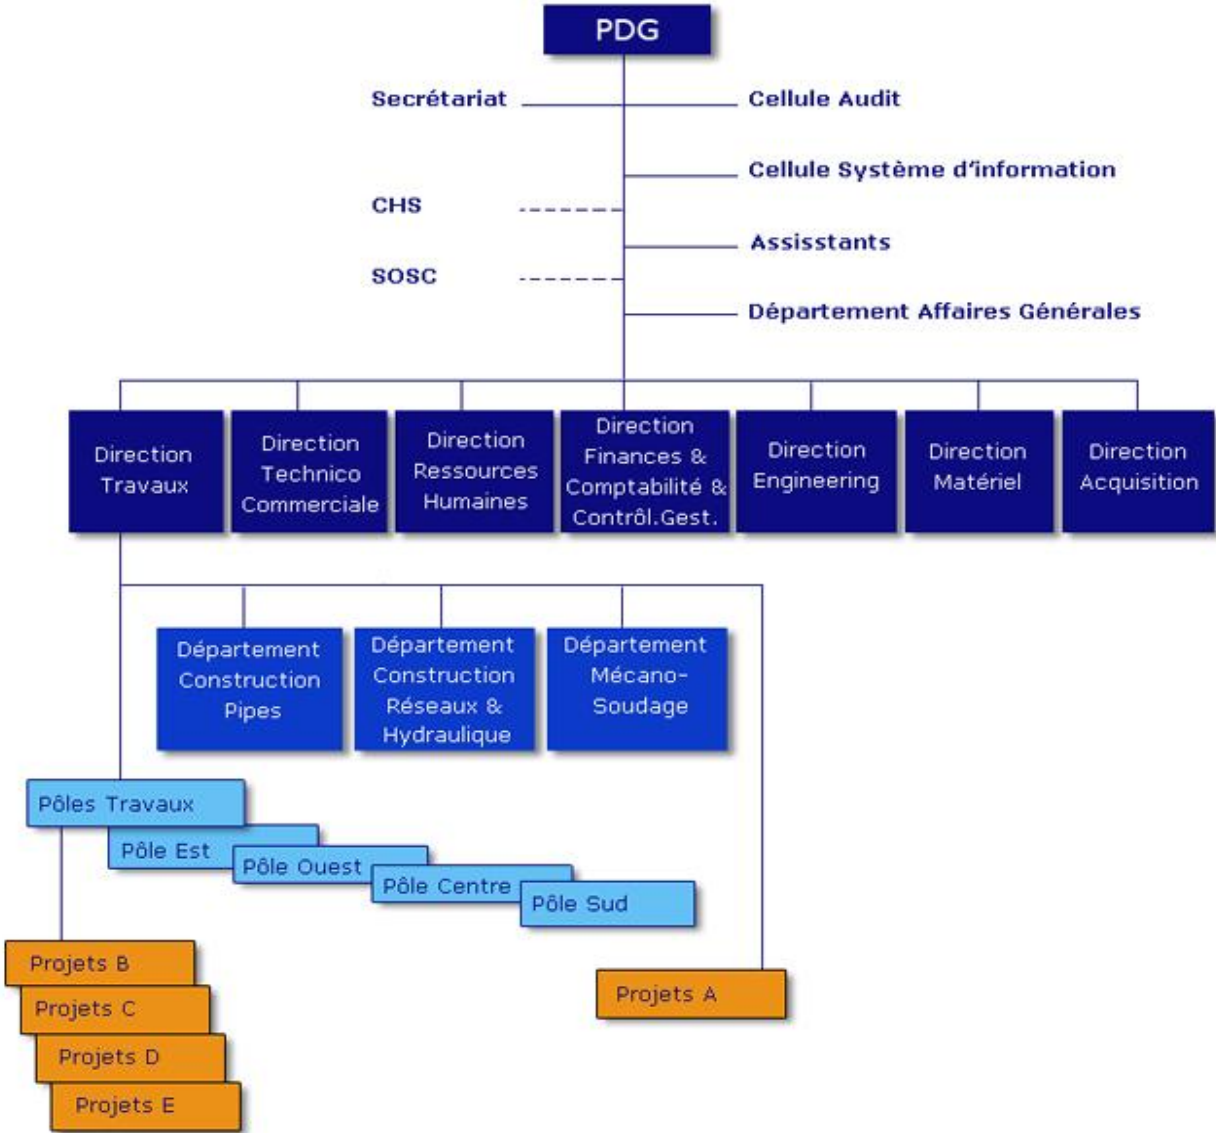 PDG
Secrétariat
Cellule Audit
Cellule Système d'information
CHS
Assisstants
SOSC
Département Affaires Générales
Direction
Travaux
Direction
Technico
Commerciale
Direction
Ressources
Humaines
Direction
Finances &
Comptabilité &
Contrôl.Gest.
Direction
Engineering
Direction
Matériel
Direction
Acquisition
Département
Construction
Pipes
Département
Construction
Réseaux &
Hydraulique
Département
Mécano-
Soudage
Pôles Travaux
Pôle Est
Pôle Ouest
Pôle Centre
Pôle Sud
Projets B
Projets C
Projets D
Projets E
Projets A